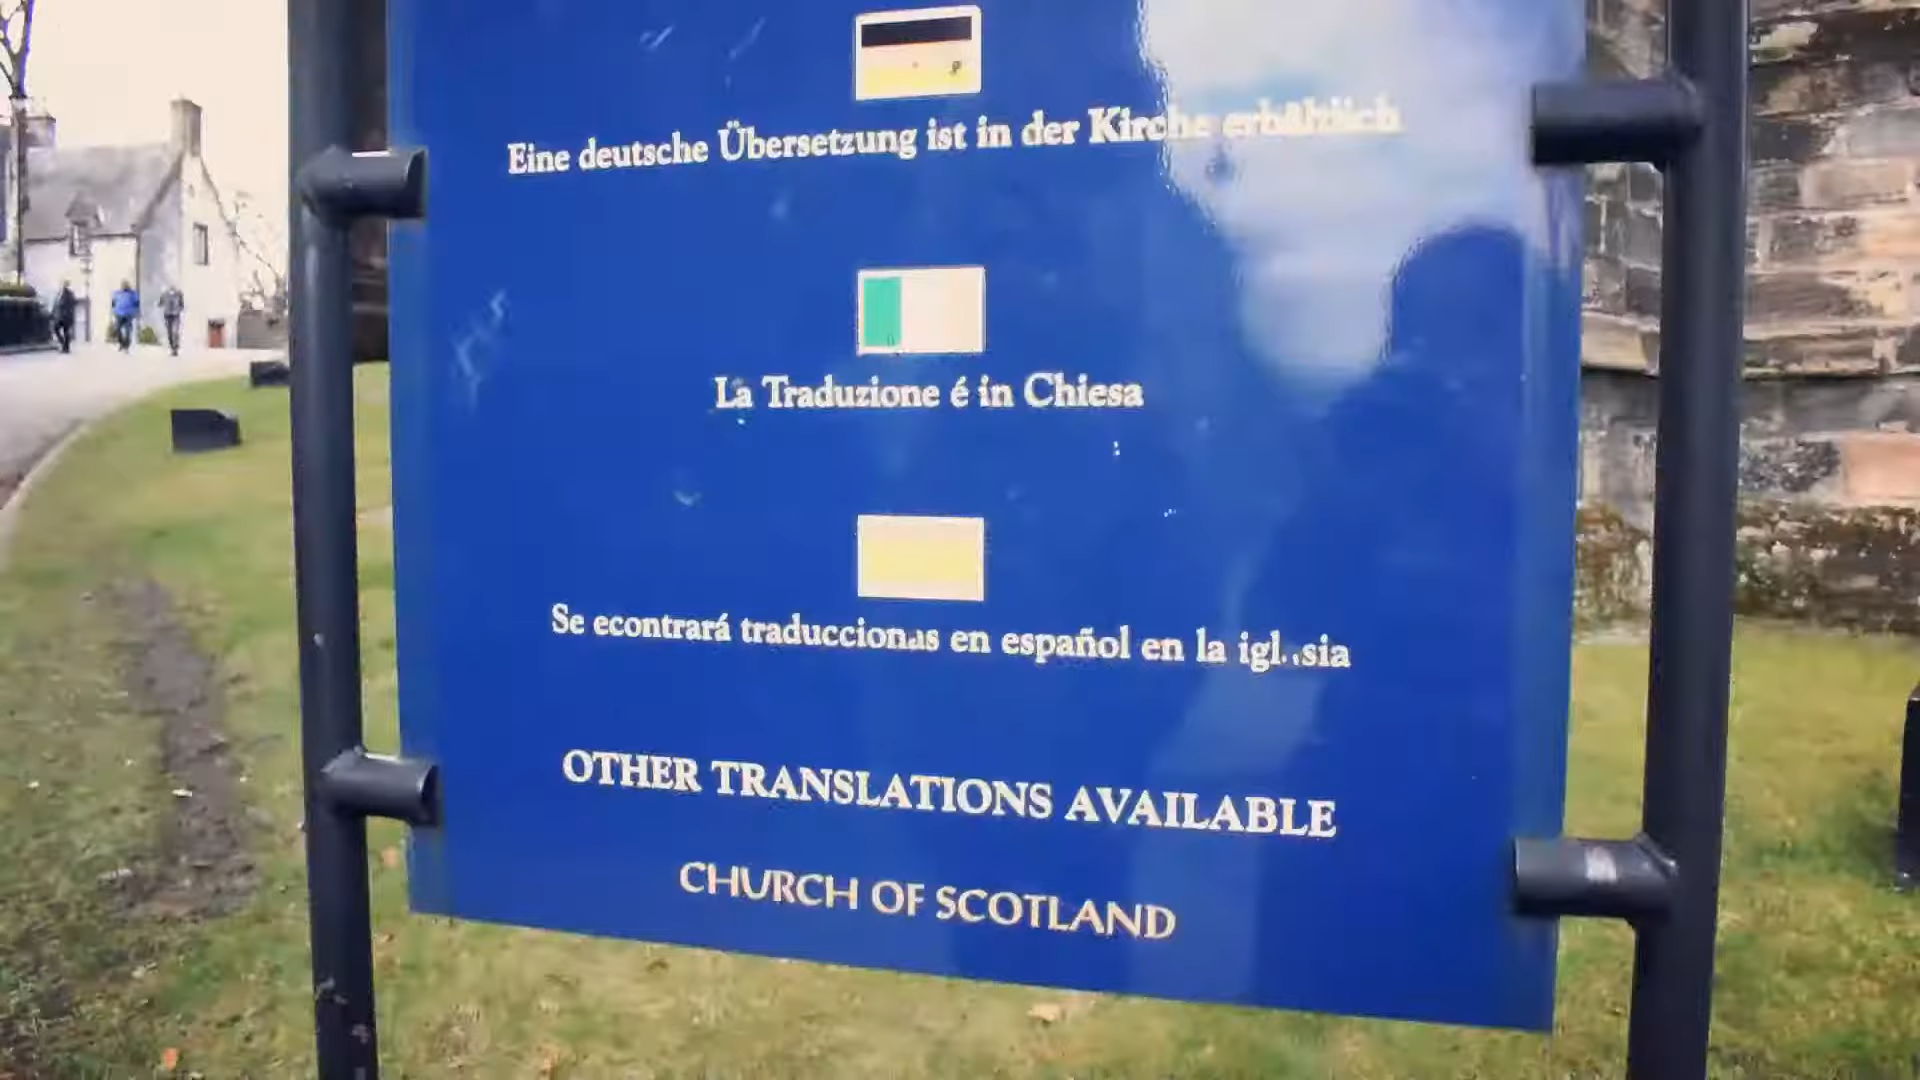 Eine deutsche Übersetzung ist in der Kirche erhältlich
La Traduzione é in Chiesa
Se econtrará traducciones en español en la iglesia
OTHER TRANSLATIONS AVAILABLE
CHURCH OF SCOTLAND